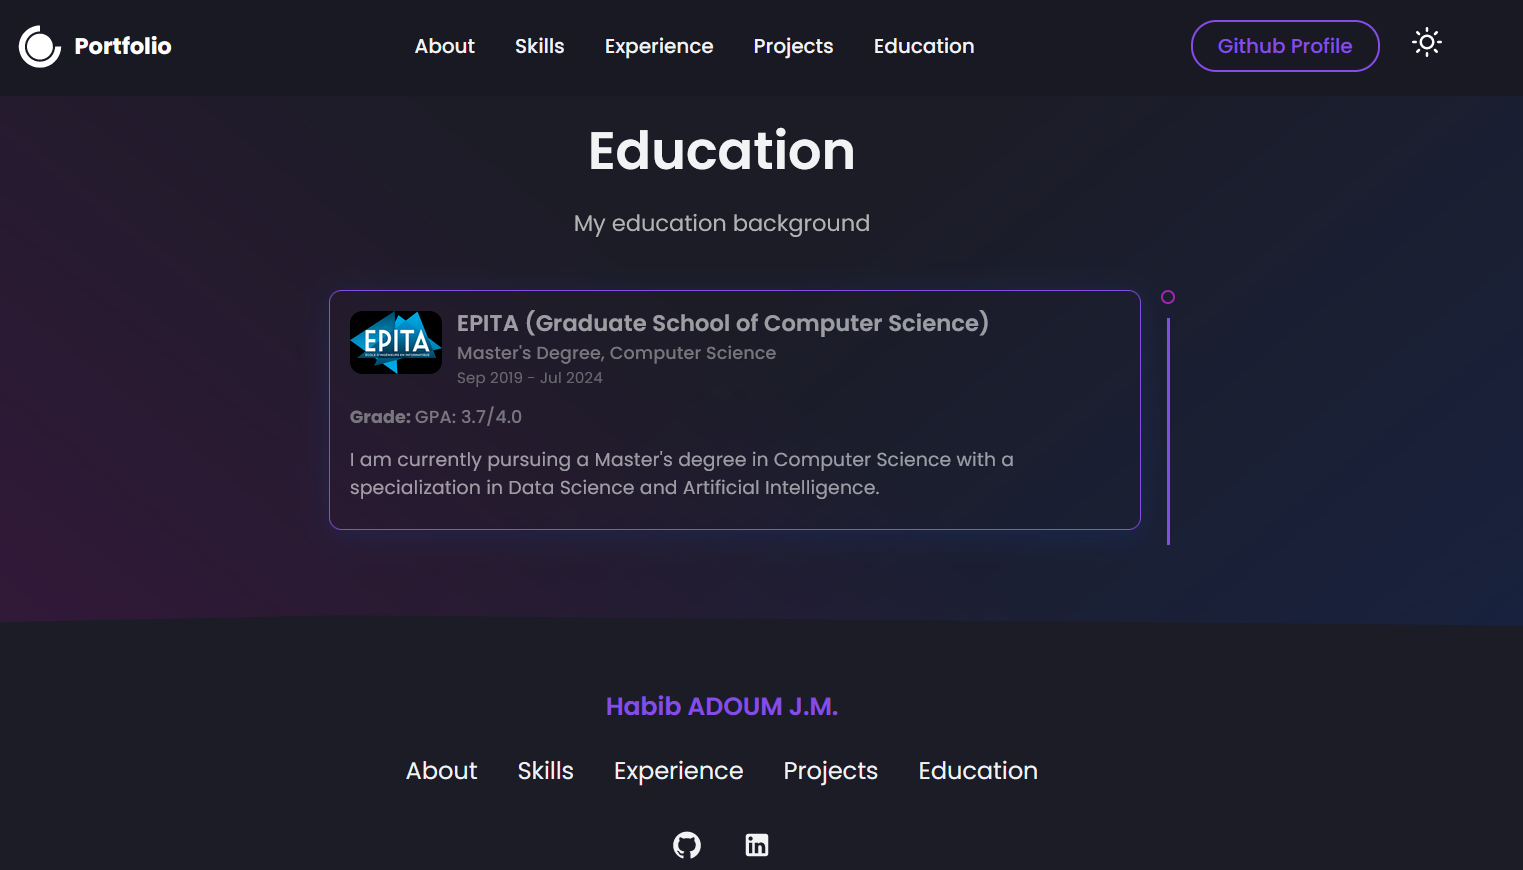 Portfolio
About Skills Experience Projects Education
Github Profile
Education
My education background
EPITA
EPITA (Graduate School of Computer Science)
Master's Degree, Computer Science
Sep 2019 - Jul 2024
Grade: GPA: 3.7/4.0
I am currently pursuing a Master's degree in Computer Science with a
specialization in Data Science and Artificial Intelligence.
Habib ADOUM J.M.
About Skills Experience Projects Education
in